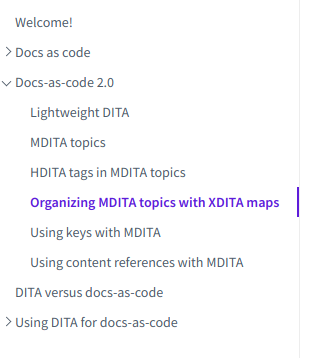 Welcome!
Docs as code
Docs-as-code 2.0
Lightweight DITA
MDITA topics
HDITA tags in MDITA topics
Organizing MDITA topics with XDITA maps
Using keys with MDITA
Using content references with MDITA
DITA versus docs-as-code
Using DITA for docs-as-code